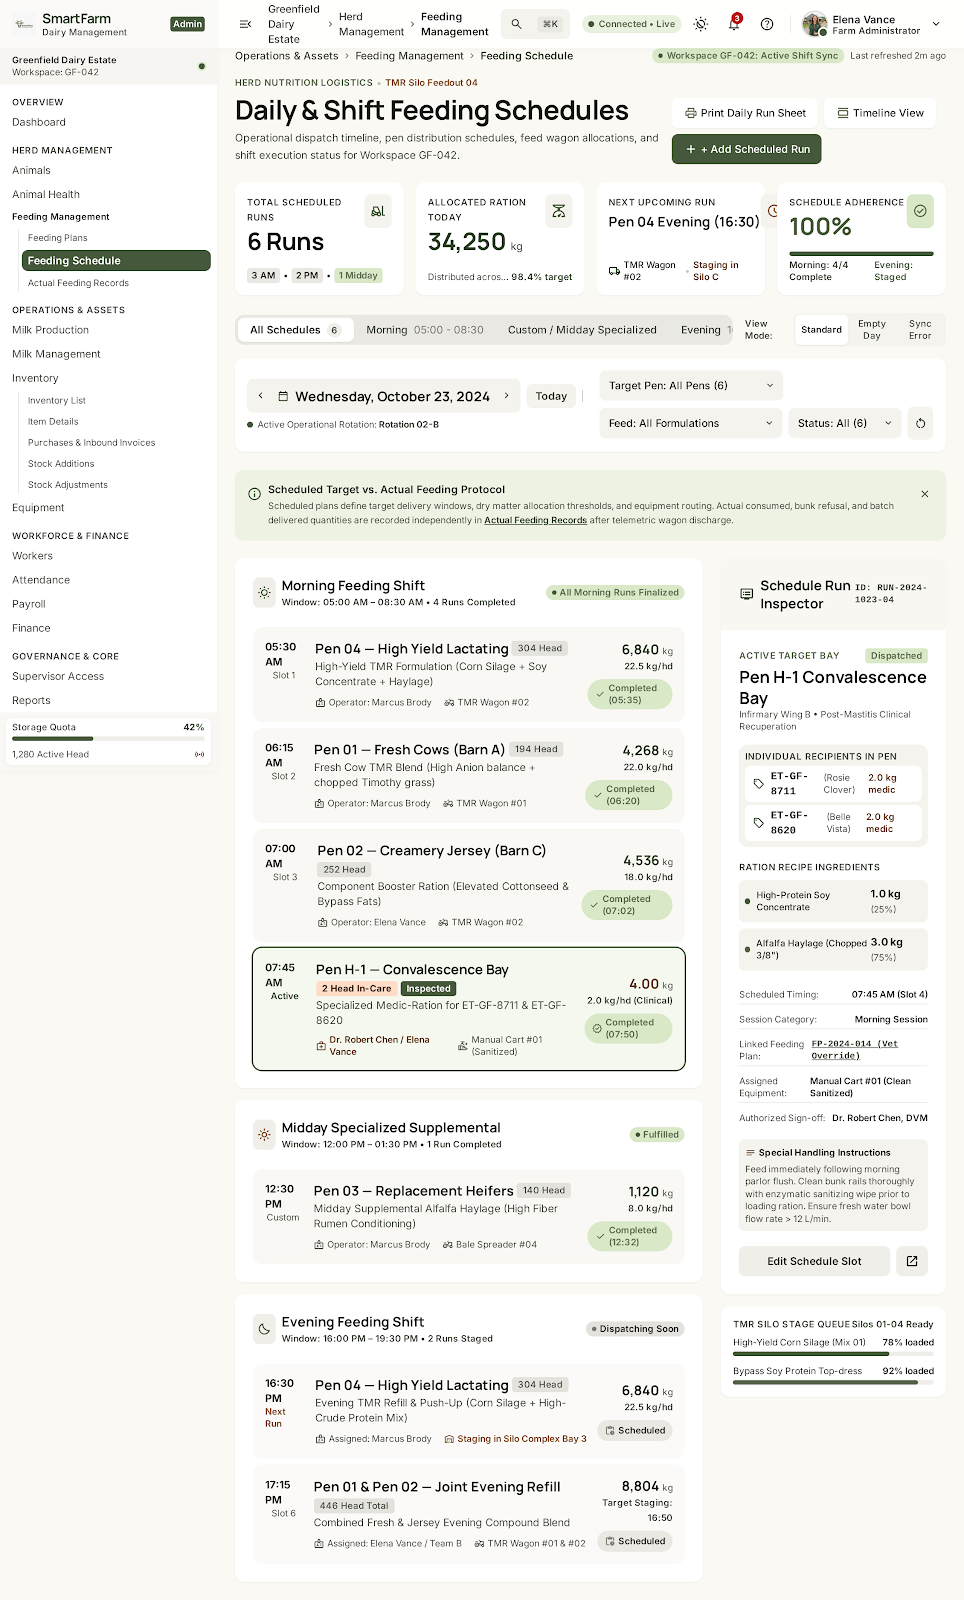 SmartFarm
Dairy Management
Admin
Greenfield Dairy Estate
Workspace: GF-042
OVERVIEW
Dashboard
HERD MANAGEMENT
Animals
Animal Health
Feeding Management
Feeding Plans
Feeding Schedule
Actual Feeding Records
OPERATIONS & ASSETS
Milk Production
Milk Management
Inventory
Inventory List
Item Details
Purchases & Inbound Invoices
Stock Additions
Stock Adjustments
Equipment
WORKFORCE & FINANCE
Workers
Attendance
Payroll
Finance
GOVERNANCE & CORE
Supervisor Access
Reports
Storage Quota 42%
1,280 Active Head
Greenfield Dairy Estate › Herd Management › Feeding Management
⌘K
Connected • Live
3
Elena Vance
Farm Administrator
Operations & Assets › Feeding Management › Feeding Schedule
Workspace GF-042: Active Shift Sync
Last refreshed 2m ago
HERD NUTRITION LOGISTICS • TMR Silo Feedout 04
Daily & Shift Feeding Schedules
Operational dispatch timeline, pen distribution schedules, feed wagon allocations, and
shift execution status for Workspace GF-042.
Print Daily Run Sheet
Timeline View
+ + Add Scheduled Run
TOTAL SCHEDULED
RUNS
6 Runs
3 AM • 2 PM • 1 Midday
ALLOCATED RATION
TODAY
34,250 kg
Distributed acros... 98.4% target
NEXT UPCOMING RUN
Pen 04 Evening (16:30)
TMR Wagon
#02
• Staging in
Silo C
SCHEDULE ADHERENCE
100%
Morning: 4/4
Complete
Evening:
Staged
All Schedules 6
Morning 05:00 - 08:30
Custom / Midday Specialized
Evening
View
Mode:
Standard
Empty
Day
Sync
Error
Wednesday, October 23, 2024
Today
Active Operational Rotation: Rotation 02-B
Target Pen: All Pens (6)
Feed: All Formulations
Status: All (6)
Scheduled Target vs. Actual Feeding Protocol
Scheduled plans define target delivery windows, dry matter allocation thresholds, and equipment routing. Actual consumed, bunk refusal, and batch
delivered quantities are recorded independently in Actual Feeding Records after telemetric wagon discharge.
Morning Feeding Shift
Window: 05:00 AM – 08:30 AM • 4 Runs Completed
All Morning Runs Finalized
05:30
AM
Slot 1
Pen 04 — High Yield Lactating 304 Head
High-Yield TMR Formulation (Corn Silage + Soy
Concentrate + Haylage)
Operator: Marcus Brody TMR Wagon #02
6,840 kg
22.5 kg/hd
Completed
(05:35)
06:15
AM
Slot 2
Pen 01 — Fresh Cows (Barn A) 194 Head
Fresh Cow TMR Blend (High Anion balance +
chopped Timothy grass)
Operator: Marcus Brody TMR Wagon #01
4,268 kg
22.0 kg/hd
Completed
(06:20)
07:00
AM
Slot 3
Pen 02 — Creamery Jersey (Barn C)
252 Head
Component Booster Ration (Elevated Cottonseed &
Bypass Fats)
Operator: Elena Vance TMR Wagon #02
4,536 kg
18.0 kg/hd
Completed
(07:02)
07:45
AM
Active
Pen H-1 — Convalescence Bay
2 Head In-Care Inspected
Specialized Medic-Ration for ET-GF-8711 & ET-GF-
8620
Dr. Robert Chen / Elena
Vance
Manual Cart #01
(Sanitized)
4.00 kg
2.0 kg/hd (Clinical)
Completed
(07:50)
Midday Specialized Supplemental
Window: 12:00 PM – 01:30 PM • 1 Run Completed
Fulfilled
12:30
PM
Custom
Pen 03 — Replacement Heifers 140 Head
Midday Supplemental Alfalfa Haylage (High Fiber
Rumen Conditioning)
Operator: Marcus Brody Bale Spreader #04
1,120 kg
8.0 kg/hd
Completed
(12:32)
Evening Feeding Shift
Window: 16:00 PM – 19:30 PM • 2 Runs Staged
Dispatching Soon
16:30
PM
Next
Run
Pen 04 — High Yield Lactating 304 Head
Evening TMR Refill & Push-Up (Corn Silage + High-
Crude Protein Mix)
Assigned: Marcus Brody Staging in Silo Complex Bay 3
6,840 kg
22.5 kg/hd
Scheduled
17:15
PM
Slot 6
Pen 01 & Pen 02 — Joint Evening Refill
446 Head Total
Combined Fresh & Jersey Evening Compound Blend
Assigned: Elena Vance / Team B TMR Wagon #01 & #02
8,804 kg
Target Staging:
16:50
Scheduled
Schedule Run
Inspector
ID: RUN-2024-
1023-04
ACTIVE TARGET BAY
Dispatched
Pen H-1 Convalescence
Bay
Infirmary Wing B • Post-Mastitis Clinical
Recuperation
INDIVIDUAL RECIPIENTS IN PEN
ET-GF-
8711
(Rosie
Clover)
2.0 kg
medic
ET-GF-
8620
(Belle
Vista)
2.0 kg
medic
RATION RECIPE INGREDIENTS
High-Protein Soy
Concentrate
1.0 kg
(25%)
Alfalfa Haylage (Chopped
3/8")
3.0 kg
(75%)
Scheduled Timing: 07:45 AM (Slot 4)
Session Category: Morning Session
Linked Feeding
Plan:
FP-2024-014 (Vet
Override)
Assigned
Equipment:
Manual Cart #01 (Clean
Sanitized)
Authorized Sign-off: Dr. Robert Chen, DVM
Special Handling Instructions
Feed immediately following morning
parlor flush. Clean bunk rails thoroughly
with enzymatic sanitizing wipe prior to
loading ration. Ensure fresh water bowl
flow rate > 12 L/min.
Edit Schedule Slot
TMR SILO STAGE QUEUE Silos 01-04 Ready
High-Yield Corn Silage (Mix 01) 78% loaded
Bypass Soy Protein Top-dress 92% loaded